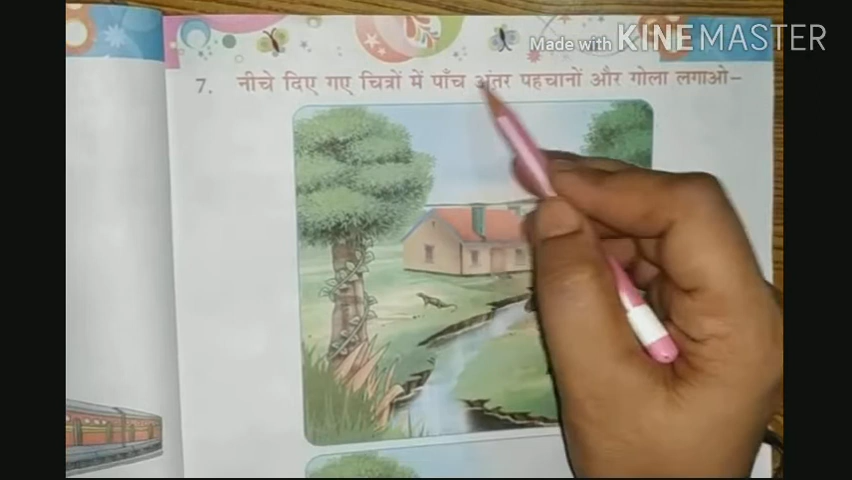 Made with KINEMASTER
7. नीचे दिए गए चित्रों में पाँच अंतर पहचानों और गोला लगाओ–